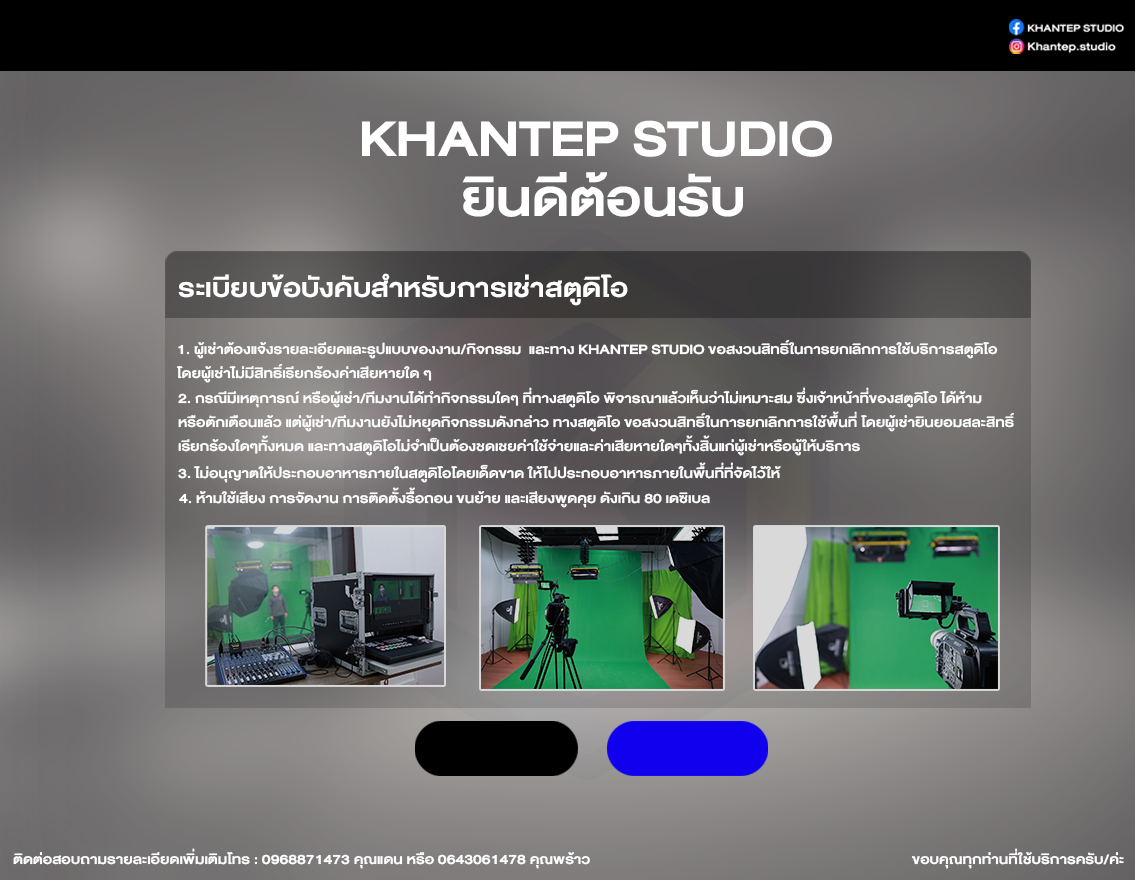 KHANTEP STUDIO
Khantep.studio
KHANTEP STUDIO
ยินดีต้อนรับ
ระเบียบข้อบังคับสำหรับการเช่าสตูดิโอ
1. ผู้เช่าต้องแจ้งรายละเอียดและรูปแบบของงาน/กิจกรรม และทาง KHANTEP STUDIO ขอสงวนสิทธิ์ในการยกเลิกการใช้บริการสตูดิโอ
โดยผู้เช่าไม่มีสิทธิ์เรียกร้องค่าเสียหายใด ๆ
2. กรณีมีเหตุการณ์ หรือผู้เช่า/ทีมงานได้ทำกิจกรรมใดๆ ที่ทางสตูดิโอ พิจารณาแล้วเห็นว่าไม่เหมาะสม ซึ่งเจ้าหน้าที่ของสตูดิโอ ได้ห้าม
หรือตักเตือนแล้ว แต่ผู้เช่า/ทีมงานยังไม่หยุดกิจกรรมดังกล่าว ทางสตูดิโอ ขอสงวนสิทธิ์ในการยกเลิกการใช้พื้นที่ โดยผู้เช่ายินยอมสละสิทธิ์
เรียกร้องใดๆทั้งหมด และทางสตูดิโอไม่จำเป็นต้องชดเชยค่าใช้จ่ายและค่าเสียหายใดๆทั้งสิ้นแก่ผู้เช่าหรือผู้ให้บริการ
3. ไม่อนุญาตให้ประกอบอาหารภายในสตูดิโอโดยเด็ดขาด ให้ไปประกอบอาหารภายในพื้นที่ที่จัดไว้ให้
4. ห้ามใช้เสียง การจัดงาน การติดตั้งรื้อถอน ขนย้าย และเสียงพูดคุย ดังเกิน 80 เดซิเบล
ติดต่อสอบถามรายละเอียดเพิ่มเติมโทร : 0968871473 คุณแดน หรือ 0643061478 คุณพร้าว
ขอบคุณทุกท่านที่ใช้บริการครับ/ค่ะ